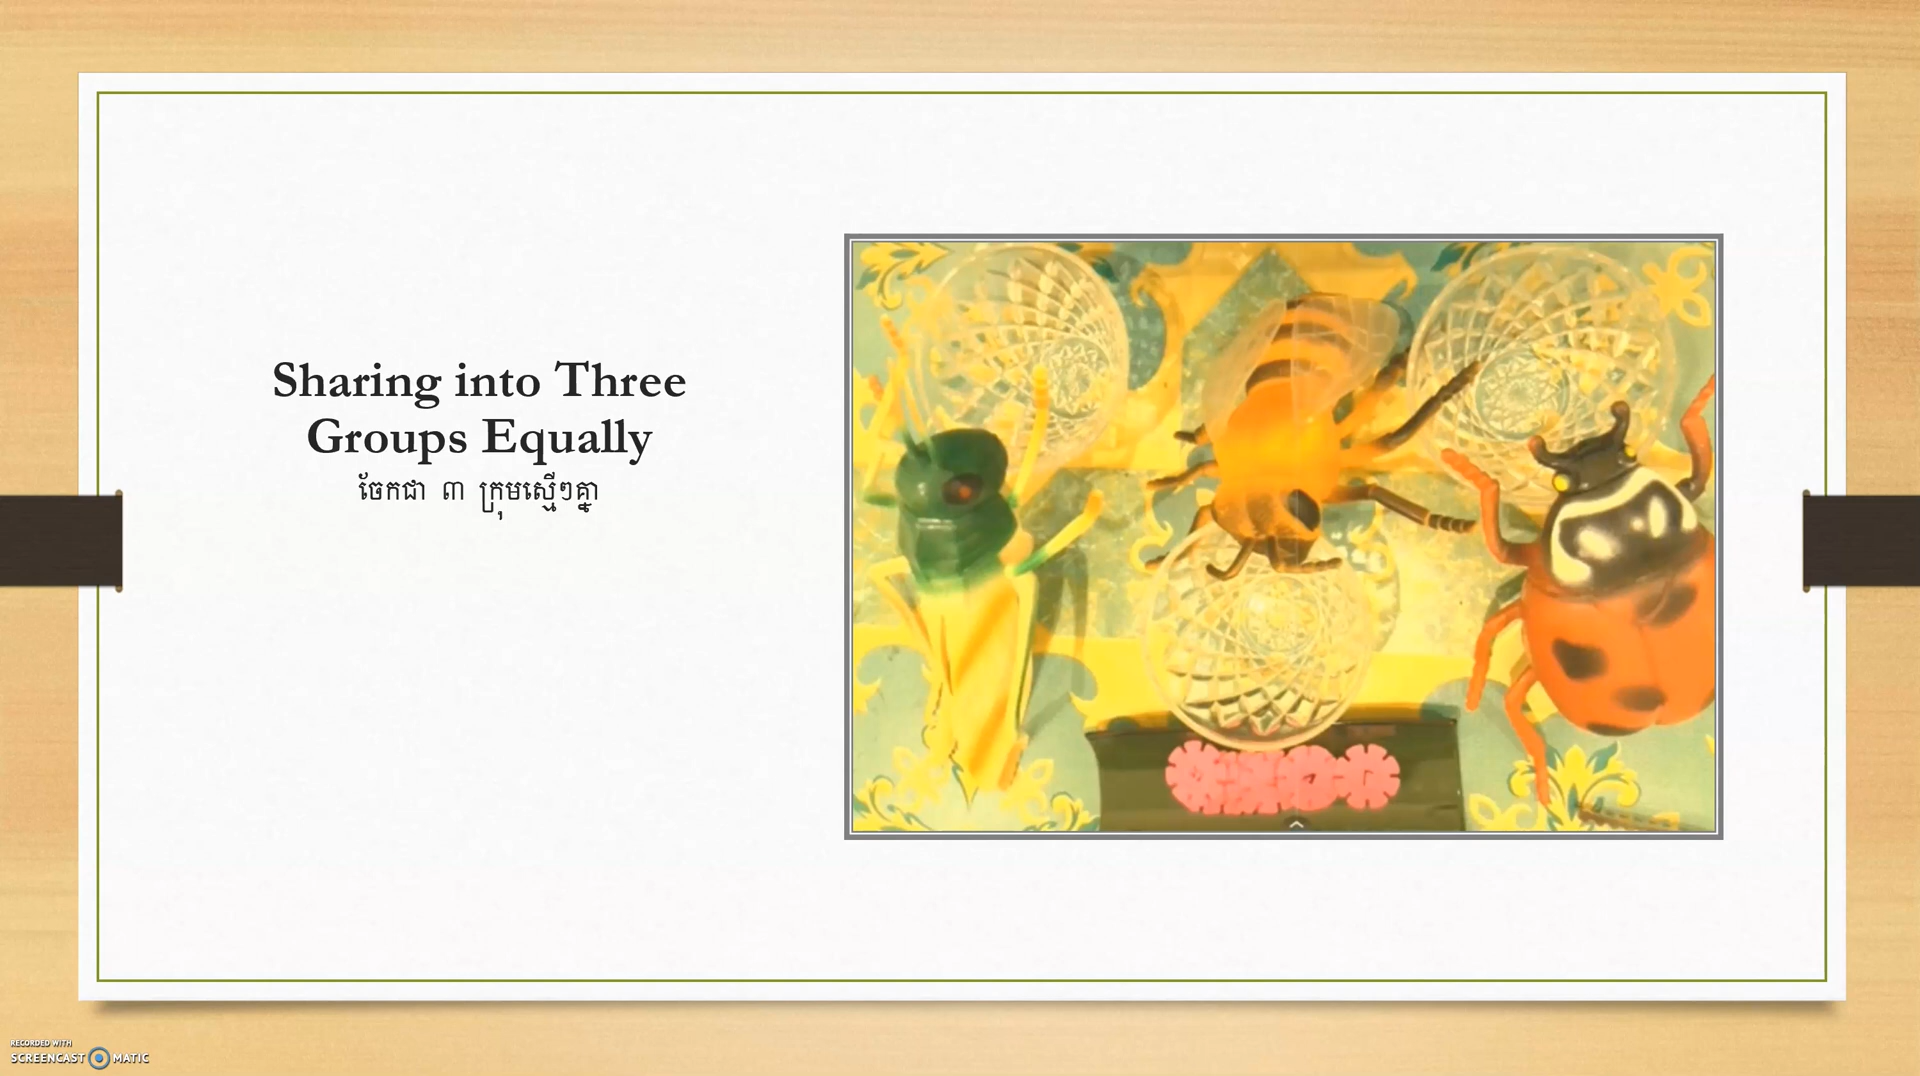 Sharing into Three
Groups Equally
ចែកជា ៣ ក្រុមស្មើៗគ្នា
RECORDED WITH
SCREENCAST MATIC